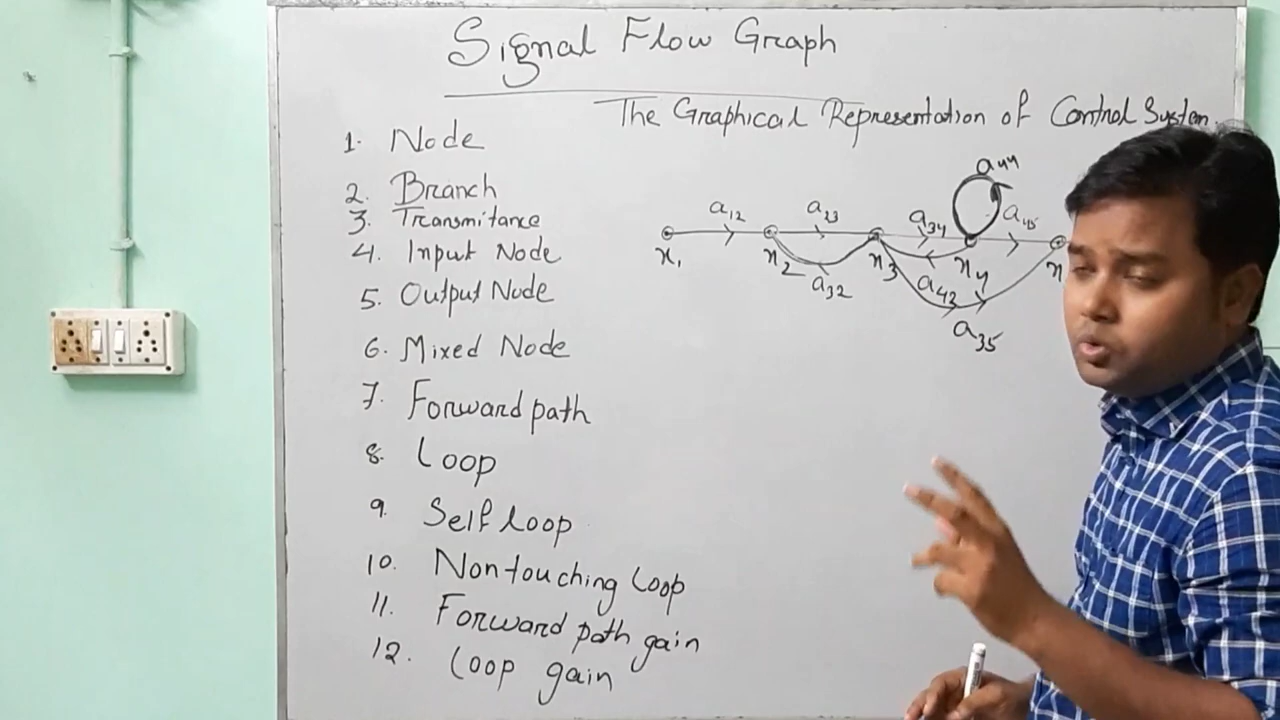 Signal Flow Graph
The Graphical Representation of Control System.
1. Node
2. Branch
3. Transmitance
4. Input Node
5. Output Node
6. Mixed Node
7. Forward path
8. Loop
9. Self loop
10. Nontouching Loop
11. Forward path gain
12. Loop gain
a44
a12 a23 a34 a45
x1 x2 x3 x4 x
a32 a43
a35